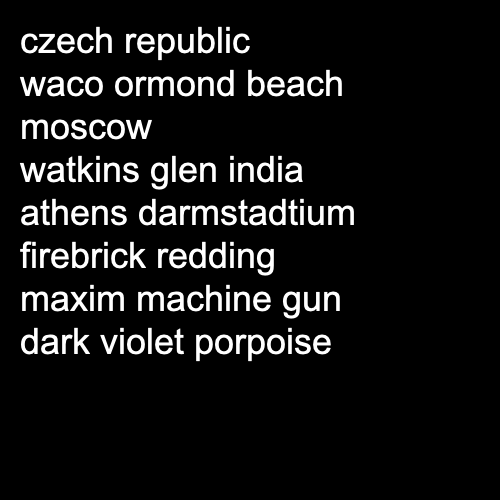 czech republic
waco ormond beach
moscow
watkins glen india
athens darmstadtium
firebrick redding
maxim machine gun
dark violet porpoise